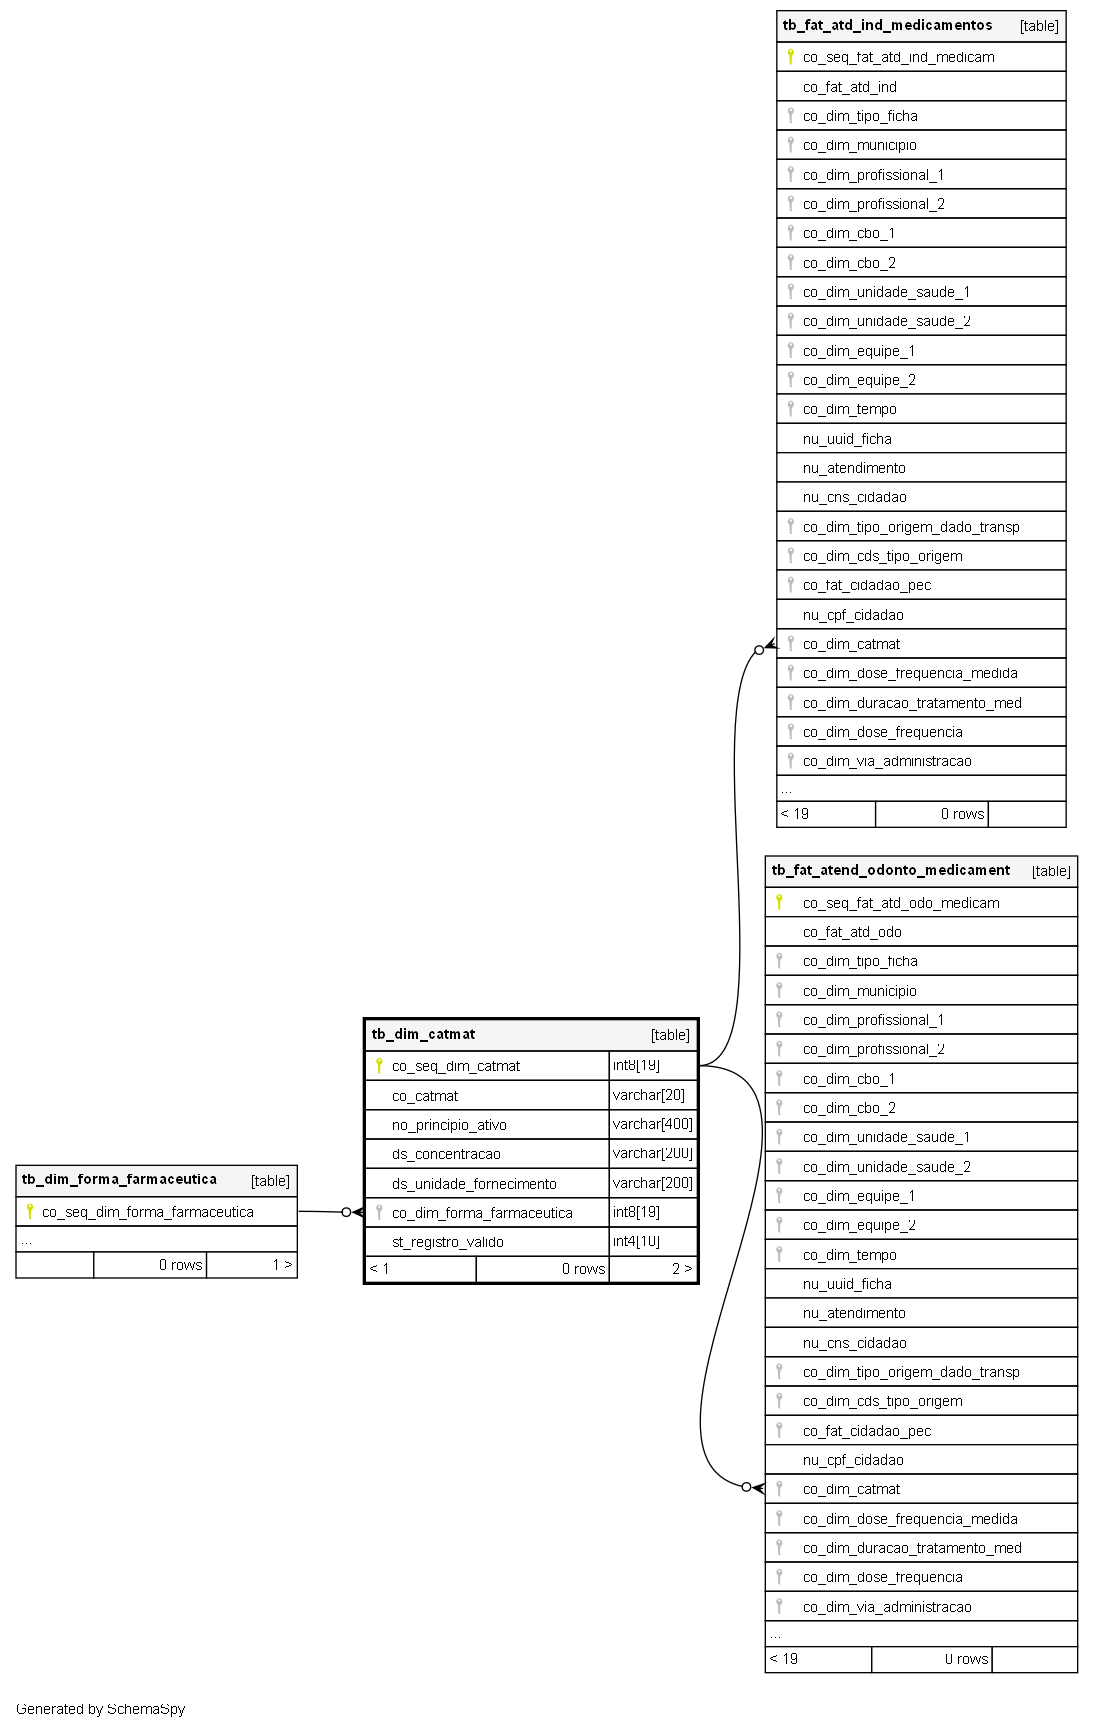 tb_fat_atd_ind_medicamentos [table]
co_seq_fat_atd_ind_medicam
co_fat_atd_ind
co_dim_tipo_ficha
co_dim_municipio
co_dim_profissional_1
co_dim_profissional_2
co_dim_cbo_1
co_dim_cbo_2
co_dim_unidade_saude_1
co_dim_unidade_saude_2
co_dim_equipe_1
co_dim_equipe_2
co_dim_tempo
nu_uuid_ficha
nu_atendimento
nu_cns_cidadao
co_dim_tipo_origem_dado_transp
co_dim_cds_tipo_origem
co_fat_cidadao_pec
nu_cpf_cidadao
co_dim_catmat
co_dim_dose_frequencia_medida
co_dim_duracao_tratamento_med
co_dim_dose_frequencia
co_dim_via_administracao
...
< 19 0 rows
tb_fat_atend_odonto_medicament [table]
co_seq_fat_atd_odo_medicam
co_fat_atd_odo
co_dim_tipo_ficha
co_dim_municipio
co_dim_profissional_1
co_dim_profissional_2
co_dim_cbo_1
co_dim_cbo_2
co_dim_unidade_saude_1
co_dim_unidade_saude_2
co_dim_equipe_1
co_dim_equipe_2
co_dim_tempo
nu_uuid_ficha
nu_atendimento
nu_cns_cidadao
co_dim_tipo_origem_dado_transp
co_dim_cds_tipo_origem
co_fat_cidadao_pec
nu_cpf_cidadao
co_dim_catmat
co_dim_dose_frequencia_medida
co_dim_duracao_tratamento_med
co_dim_dose_frequencia
co_dim_via_administracao
...
< 19 0 rows
tb_dim_catmat [table]
co_seq_dim_catmat int8[19]
co_catmat varchar[20]
no_principio_ativo varchar[400]
ds_concentracao varchar[200]
ds_unidade_fornecimento varchar[200]
co_dim_forma_farmaceutica int8[19]
st_registro_valido int4[10]
< 1 0 rows 2 >
tb_dim_forma_farmaceutica [table]
co_seq_dim_forma_farmaceutica
...
0 rows 1 >
Generated by SchemaSpy